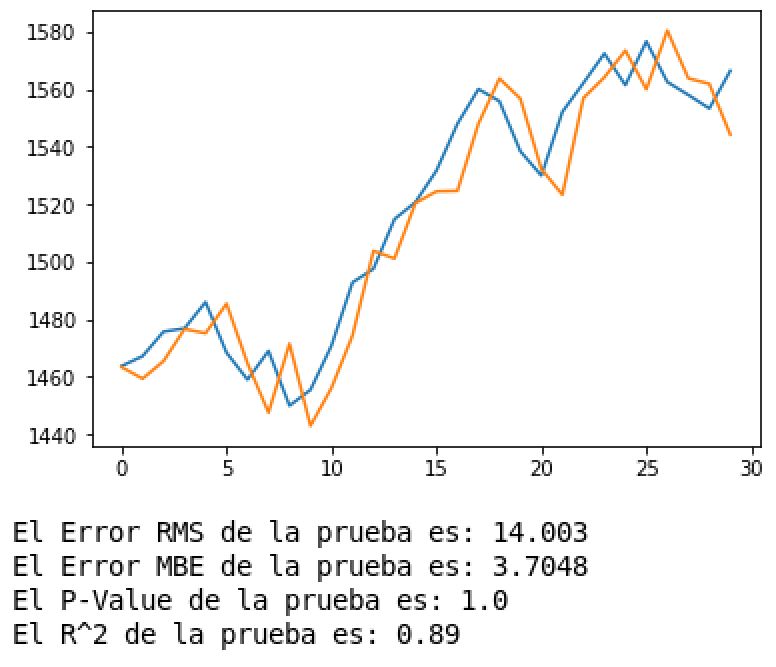 1580
1560
1540
1520
1500
1480
1460
1440
0 5 10 15 20 25 30
El Error RMS de la prueba es: 14.003
El Error MBE de la prueba es: 3.7048
El P-Value de la prueba es: 1.0
El R^2 de la prueba es: 0.89